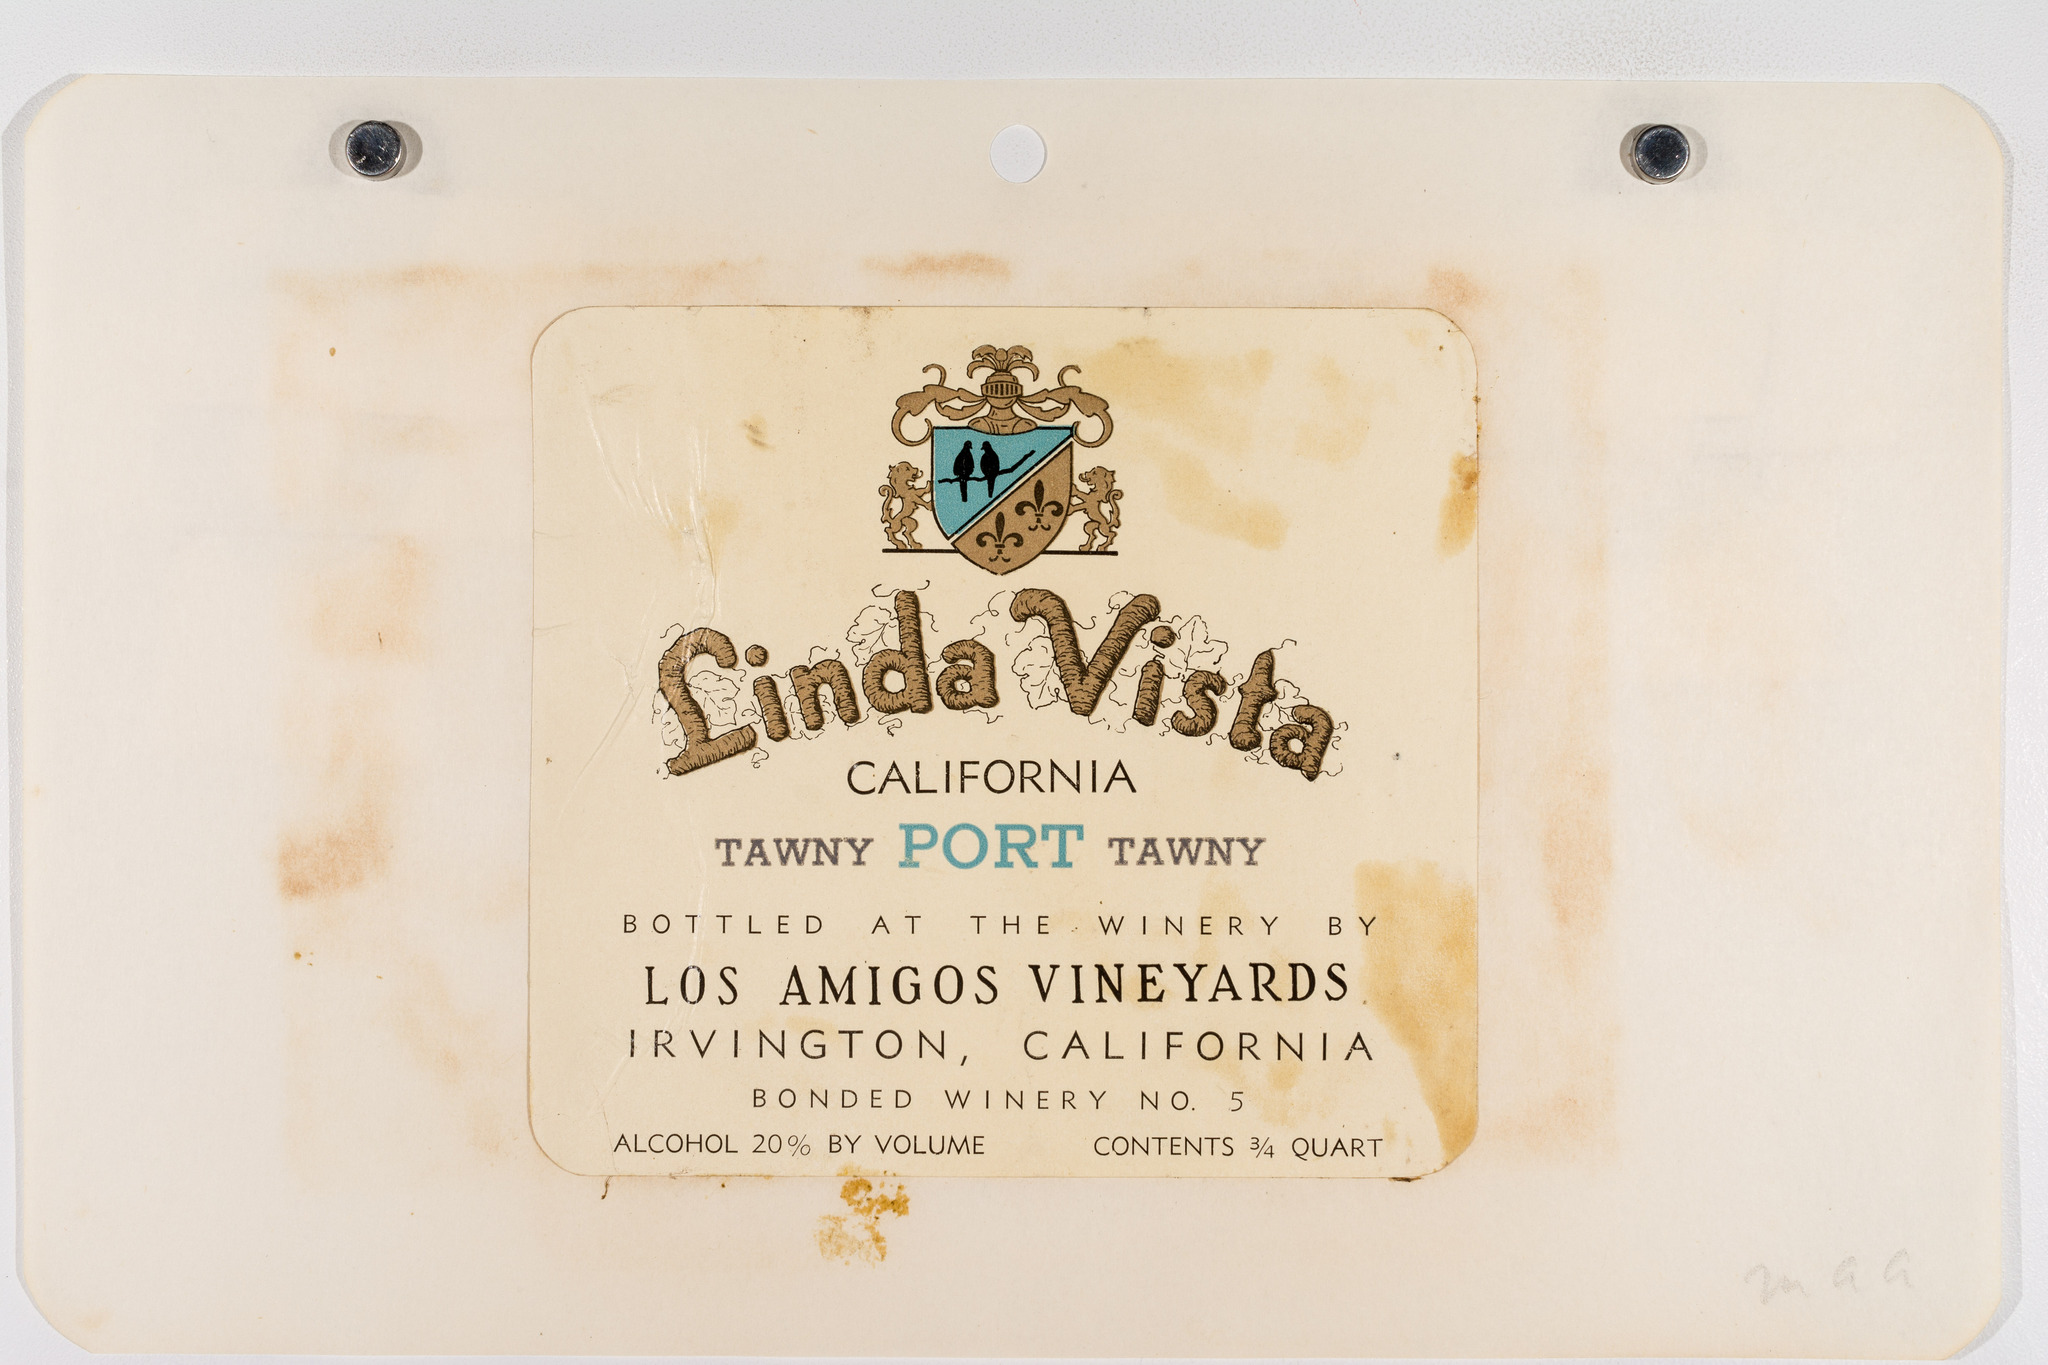 Linda Vista
CALIFORNIA
TAWNY PORT TAWNY
BOTTLED AT THE WINERY BY
LOS AMIGOS VINEYARDS
IRVINGTON, CALIFORNIA
BONDED WINERY NO. 5
ALCOHOL 20% BY VOLUME CONTENTS ¾ QUART
m a a